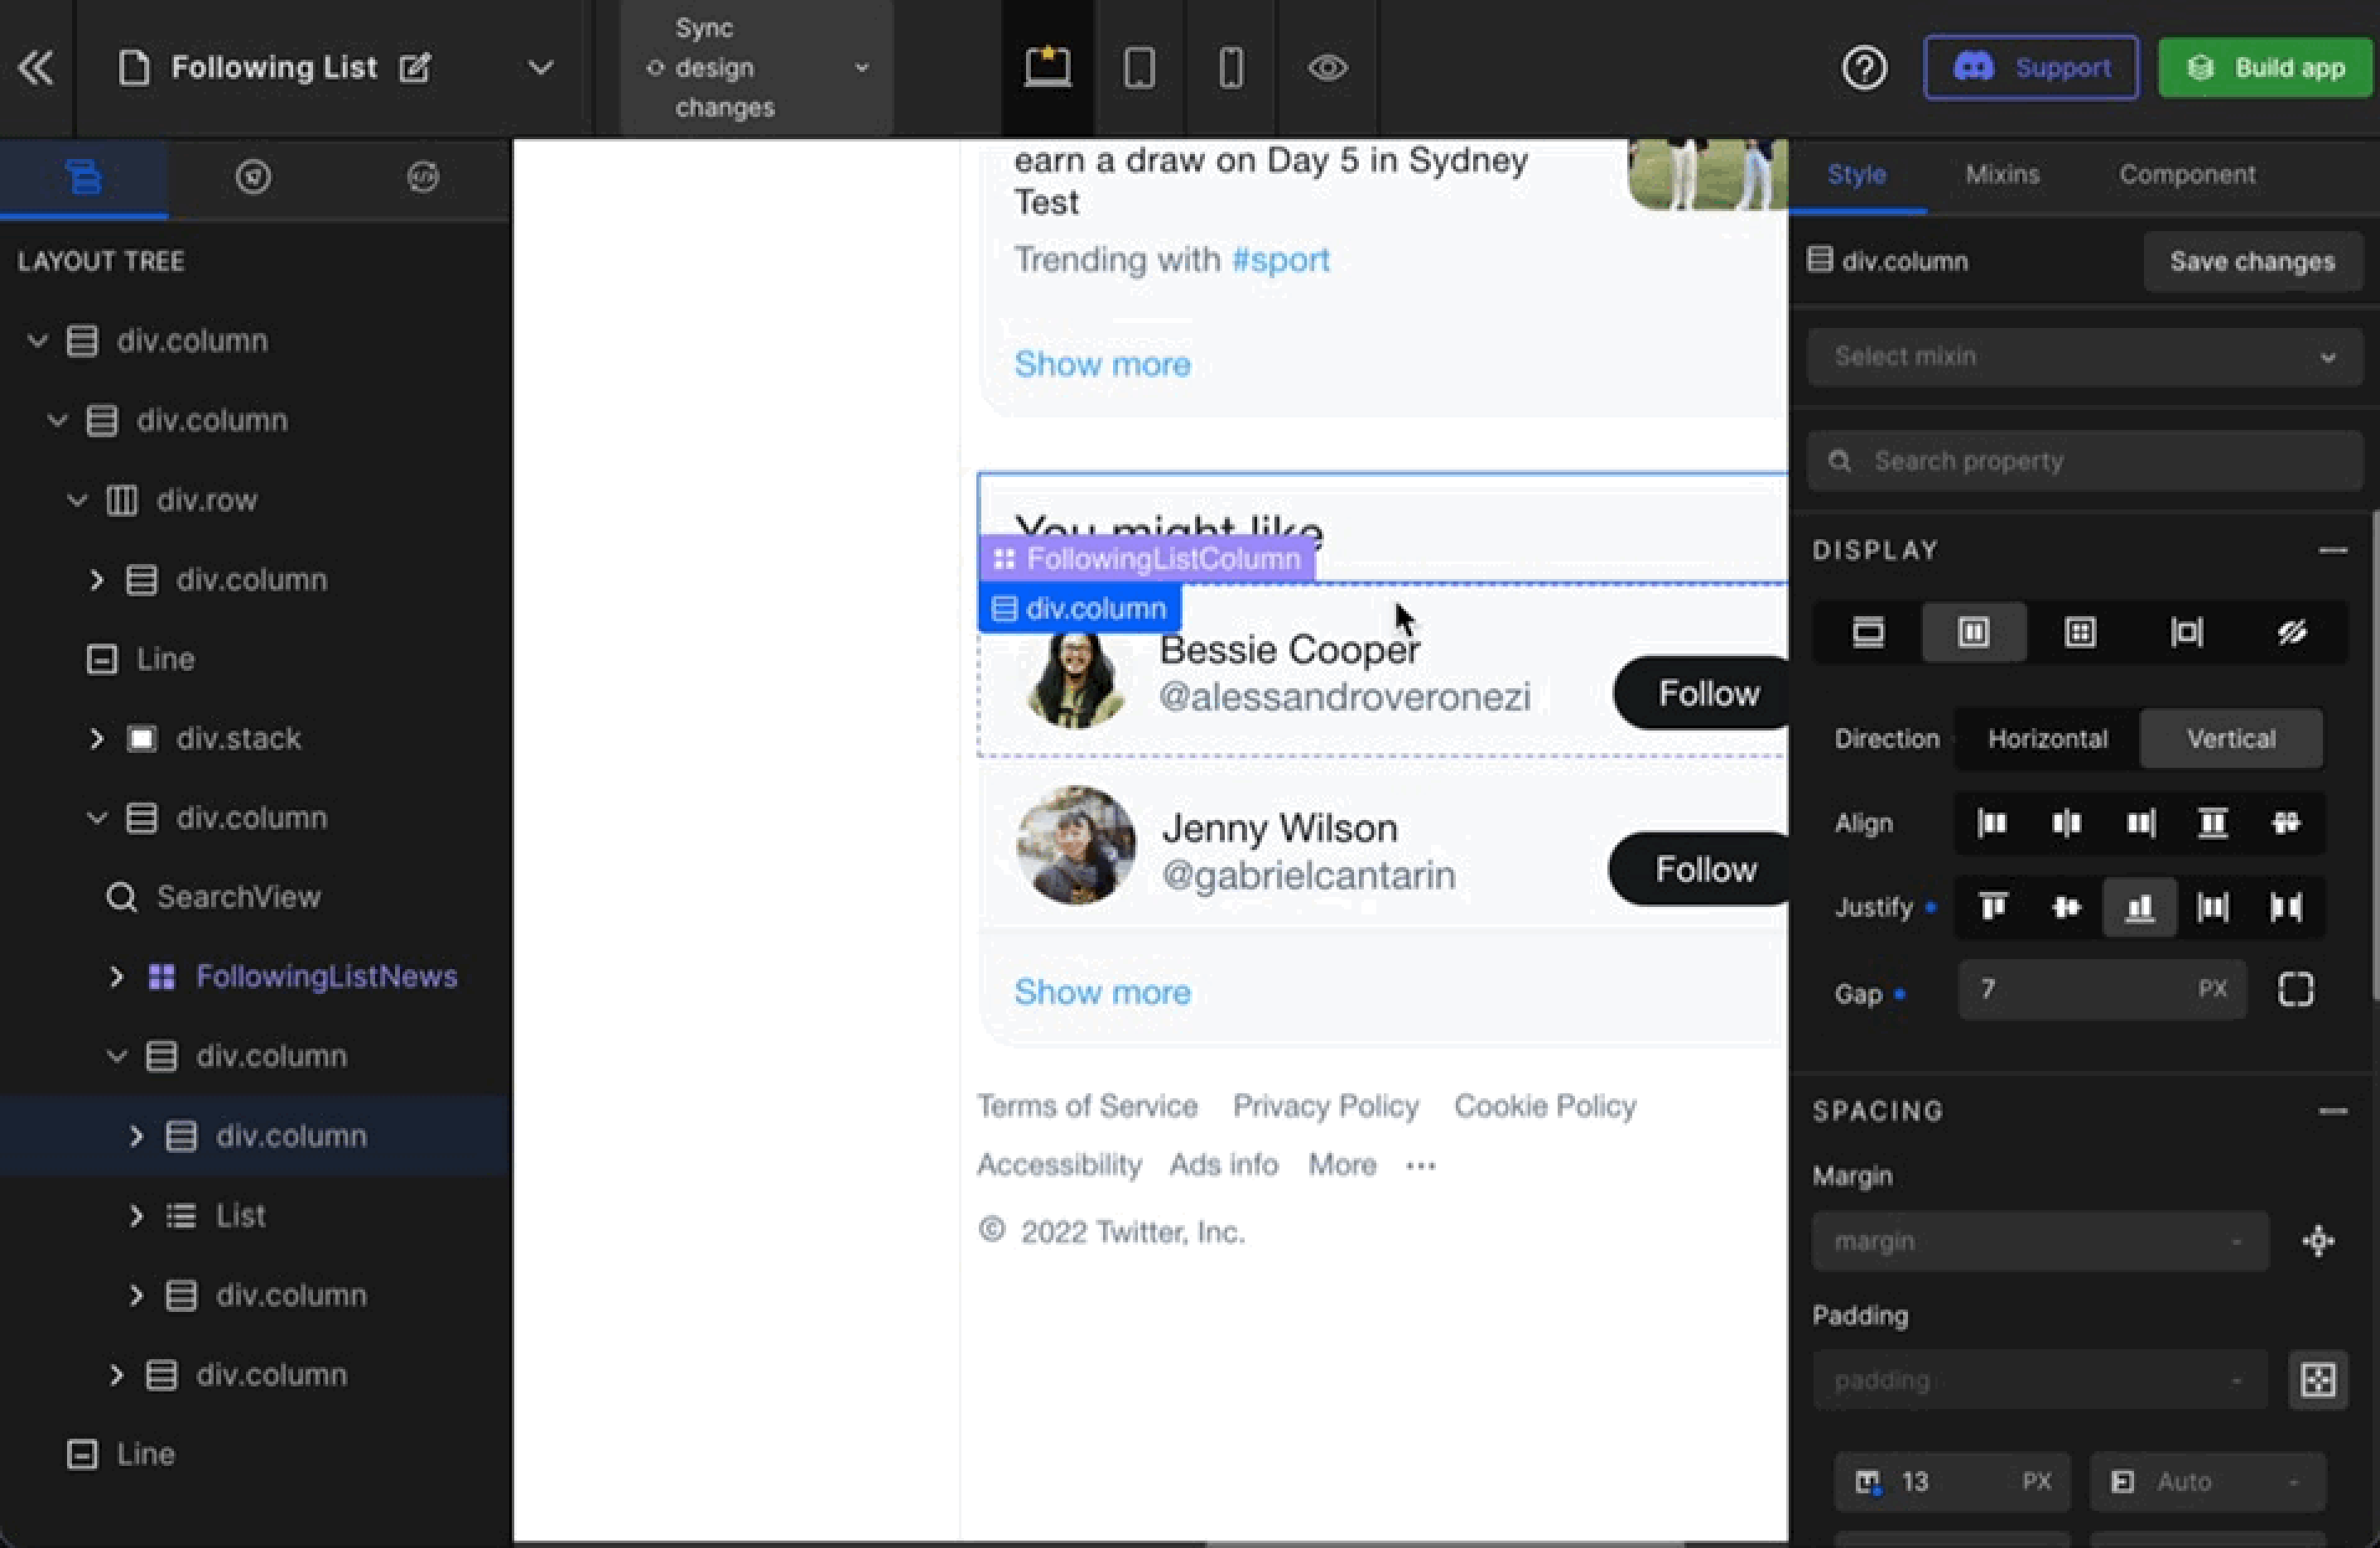 Following List
Sync
design
changes
Support
Build app
LAYOUT TREE
div.column
div.column
div.row
div.column
Line
div.stack
div.column
SearchView
FollowingListNews
div.column
div.column
List
div.column
div.column
Line
earn a draw on Day 5 in Sydney
Test
Trending with #sport
Show more
You might like
FollowingListColumn
div.column
Bessie Cooper
@alessandroveronezi
Follow
Jenny Wilson
@gabrielcantarin
Follow
Show more
Terms of Service Privacy Policy Cookie Policy
Accessibility Ads info More ···
© 2022 Twitter, Inc.
Style Mixins Component
div.column Save changes
Select mixin
Search property
DISPLAY
Direction Horizontal Vertical
Align
Justify
Gap 7 PX
SPACING
Margin
margin -
Padding
padding -
13 PX Auto -